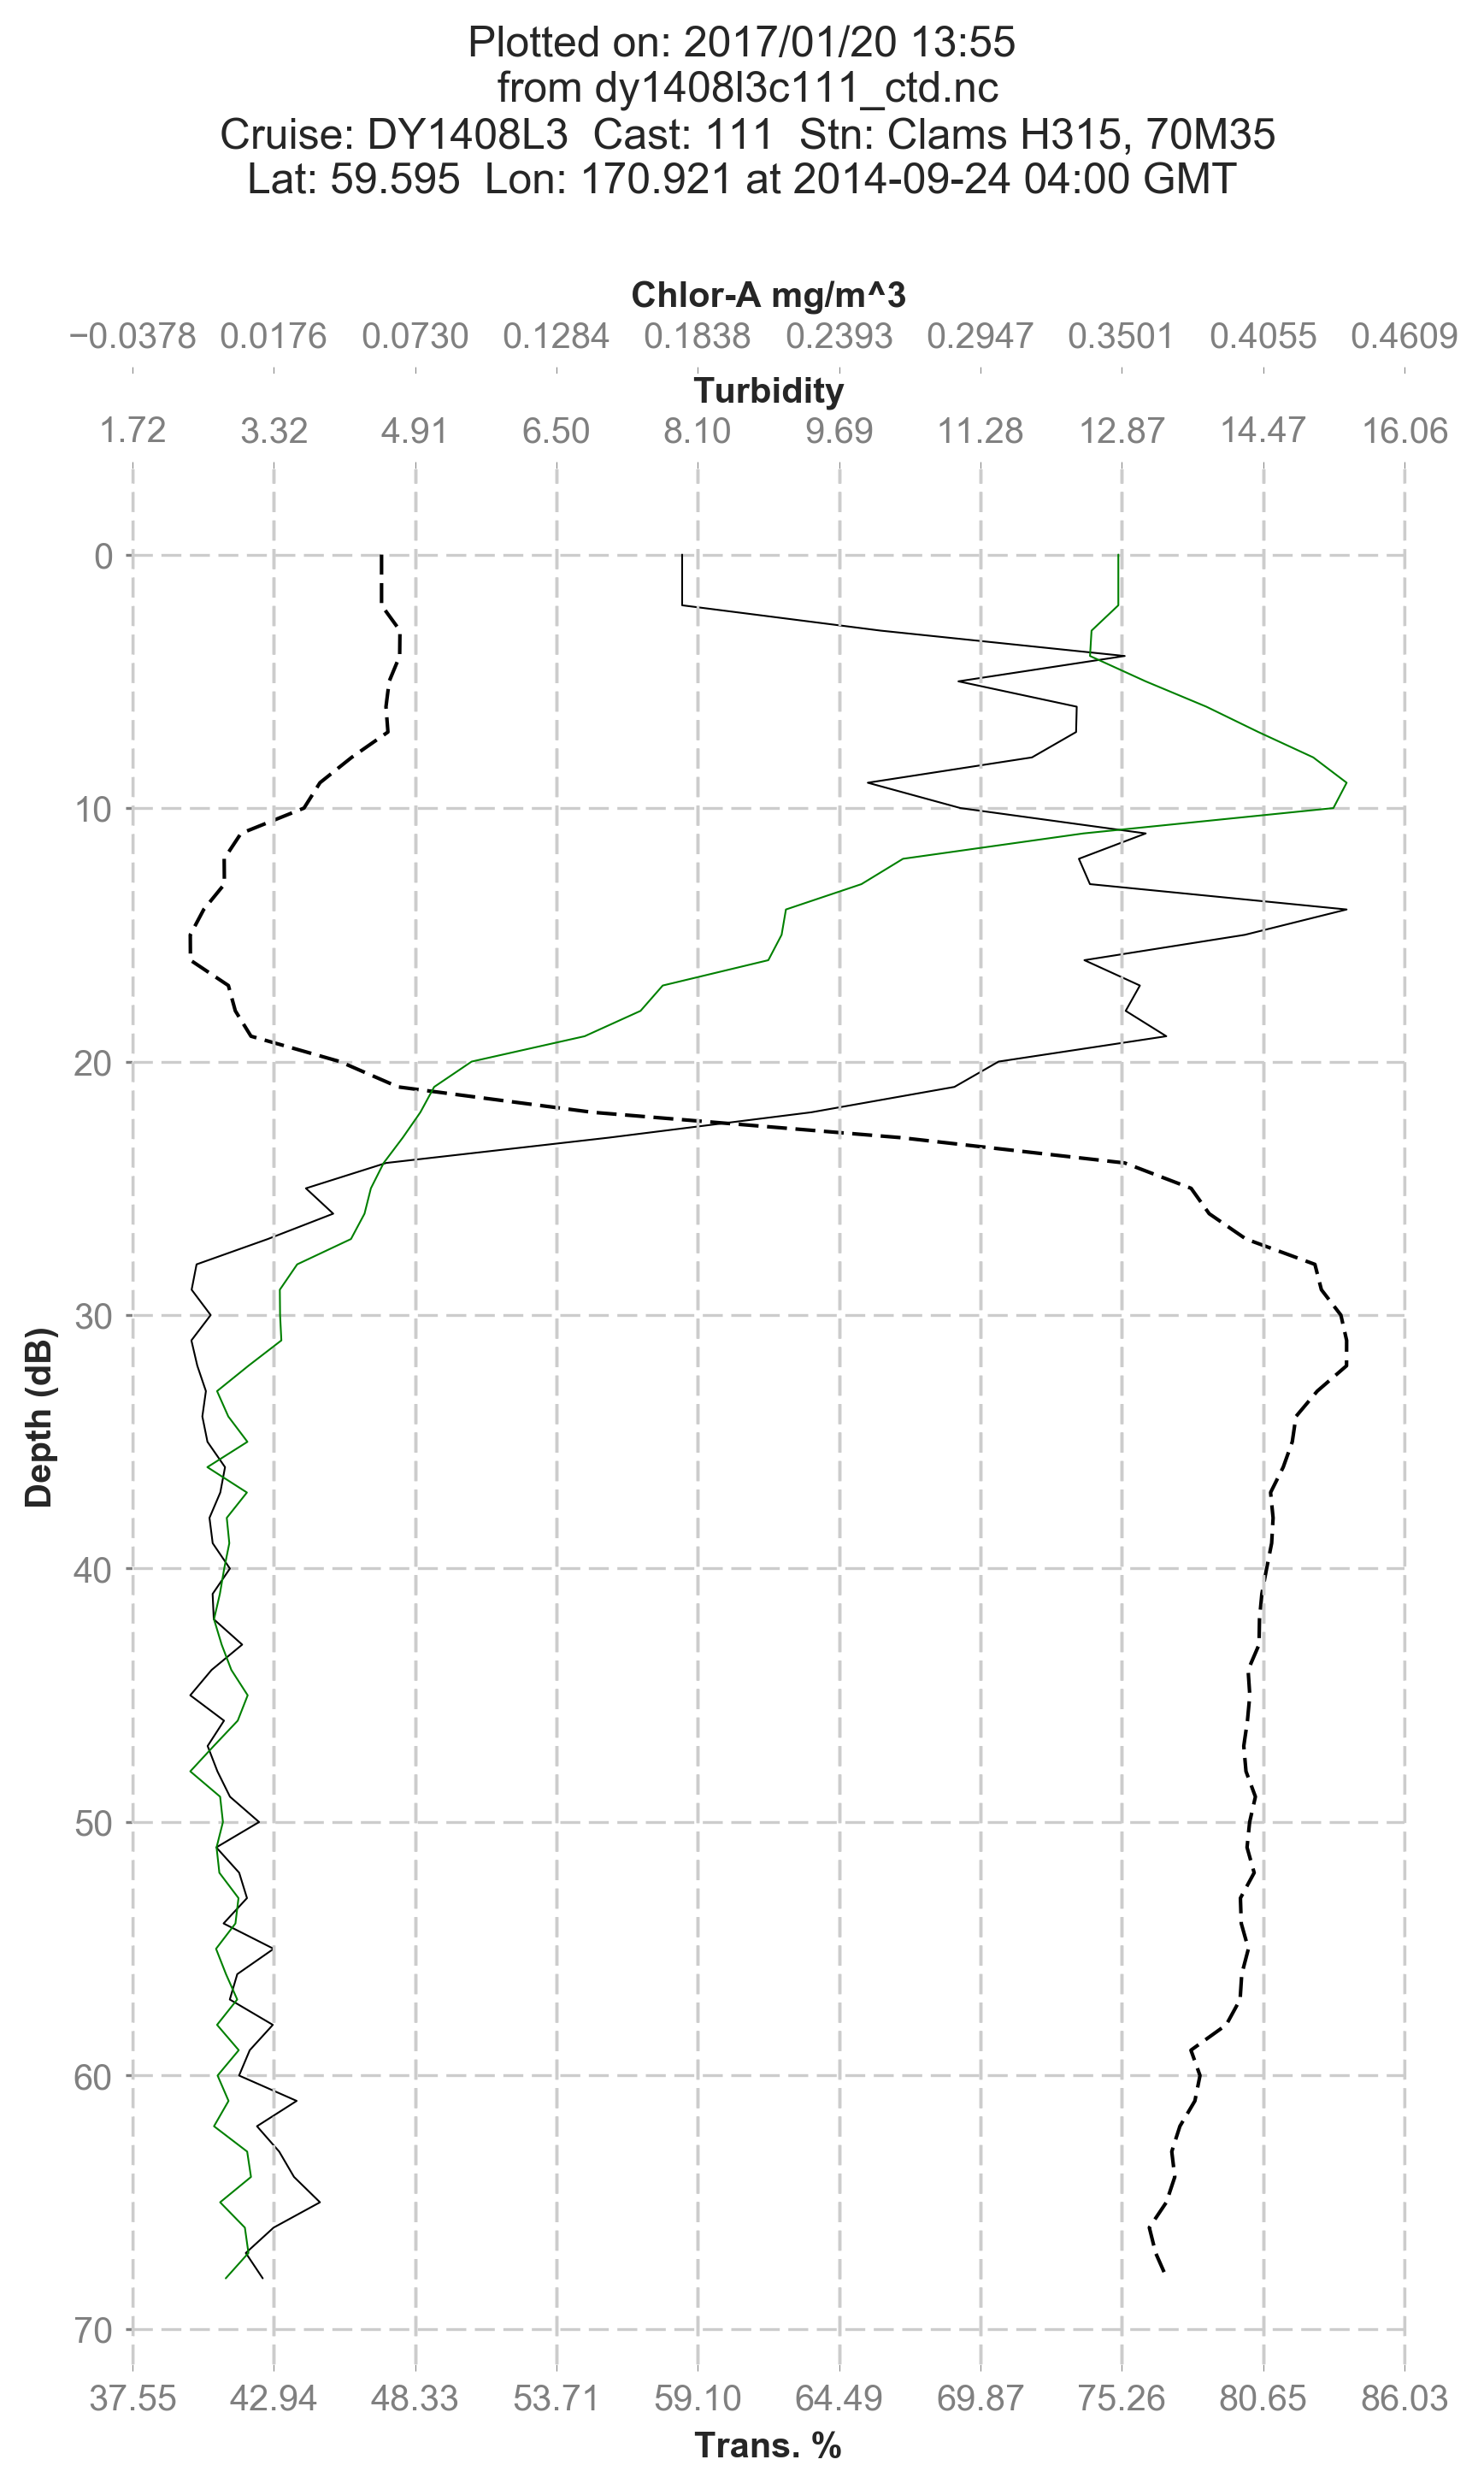 Plotted on: 2017/01/20 13:55
from dy1408l3c111_ctd.nc
Cruise: DY1408L3  Cast: 111  Stn: Clams H315, 70M35
Lat: 59.595  Lon: 170.921 at 2014-09-24 04:00 GMT
Chlor-A mg/m^3
−0.0378 0.0176 0.0730 0.1284 0.1838 0.2393 0.2947 0.3501 0.4055 0.4609
Turbidity
1.72 3.32 4.91 6.50 8.10 9.69 11.28 12.87 14.47 16.06
0
10
20
30
Depth (dB)
40
50
60
70
37.55 42.94 48.33 53.71 59.10 64.49 69.87 75.26 80.65 86.03
Trans. %